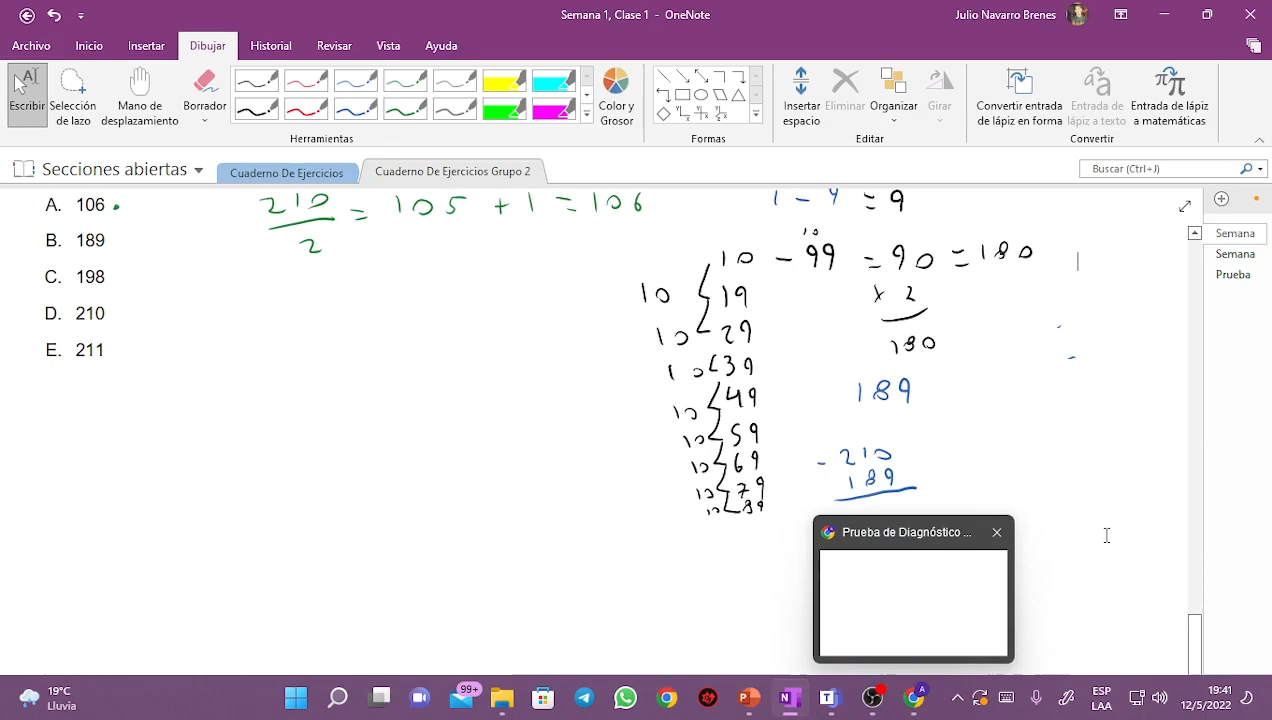 Semana 1, Clase 1 - OneNote
Julio Navarro Brenes
Archivo Inicio Insertar Dibujar Historial Revisar Vista Ayuda
Escribir
Selección de lazo
Mano de desplazamiento
Borrador
Color y Grosor
Insertar espacio
Eliminar
Organizar
Girar
Convertir entrada de lápiz en forma
Entrada de lápiz a texto
Entrada de lápiz a matemáticas
Herramientas
Formas
Editar
Convertir
Secciones abiertas
Cuaderno De Ejercicios
Cuaderno De Ejercicios Grupo 2
Buscar (Ctrl+J)
Semana
Semana
Prueba
A. 106
B. 189
C. 198
D. 210
E. 211
210 / 2 = 105 + 1 = 106
1 - 9 = 9
10
10 - 99 = 90 = 180
10 19
10 29
10 39
10 49
10 59
10 69
10 79
10 89
x 2
180
189
- 210
189
Prueba de Diagnóstico ...
19°C
Lluvia
99+
ESP
LAA
19:41
12/5/2022